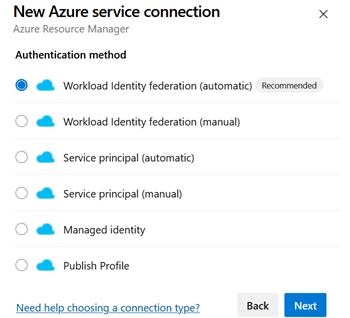 New Azure service connection
Azure Resource Manager
Authentication method
Workload Identity federation (automatic) Recommended
Workload Identity federation (manual)
Service principal (automatic)
Service principal (manual)
Managed identity
Publish Profile
Need help choosing a connection type? Back Next